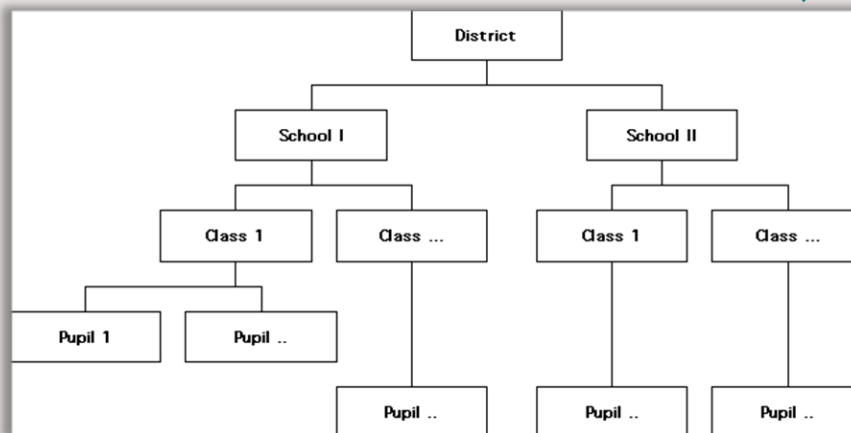 District
School I
School II
Class 1
Class ...
Class 1
Class ...
Pupil 1
Pupil ..
Pupil ..
Pupil ..
Pupil ..